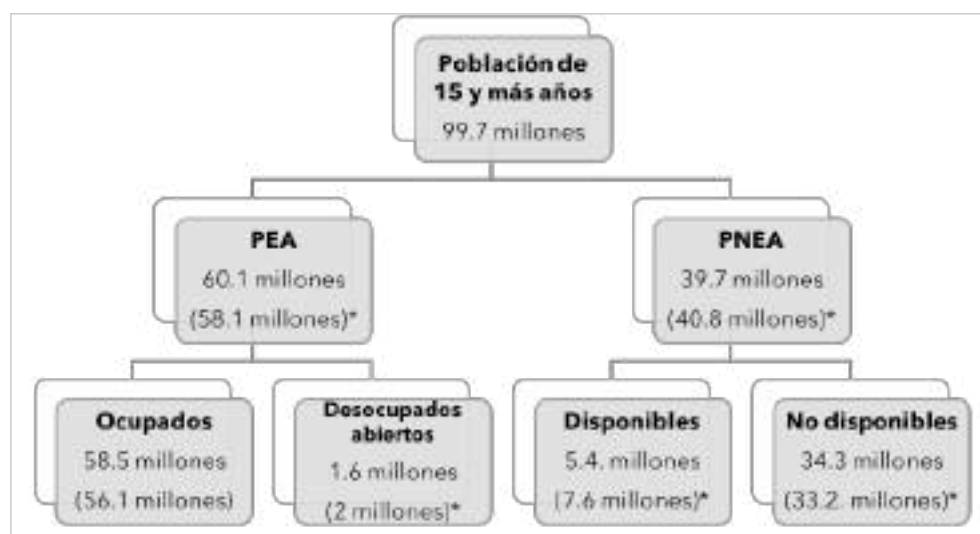 Población de
15 y más años
99.7 millones
PEA
60.1 millones
(58.1 millones)*
PNEA
39.7 millones
(40.8 millones)*
Ocupados
58.5 millones
(56.1 millones)
Desocupados
abiertos
1.6 millones
(2 millones)*
Disponibles
5.4. millones
(7.6 millones)*
No disponibles
34.3 millones
(33.2. millones)*